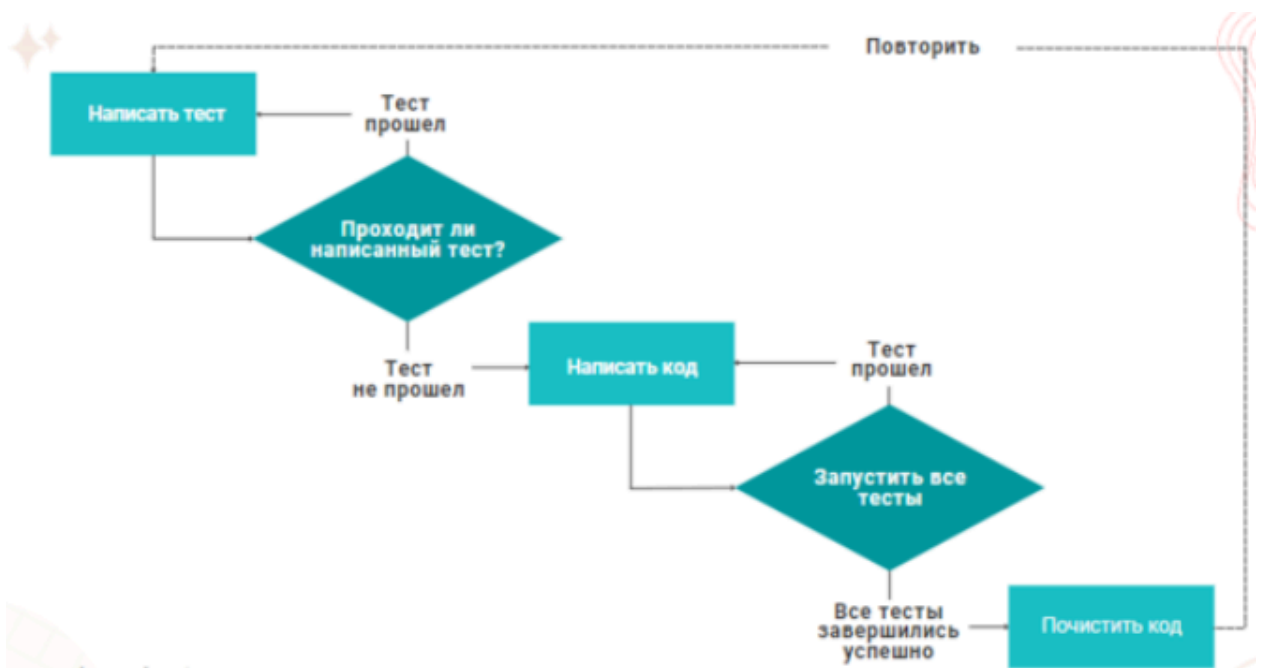 Повторить
Написать тест
Тест
прошел
Проходит ли
написанный тест?
Тест
не прошел
Написать код
Тест
прошел
Запустить все
тесты
Все тесты
завершились
успешно
Почистить код